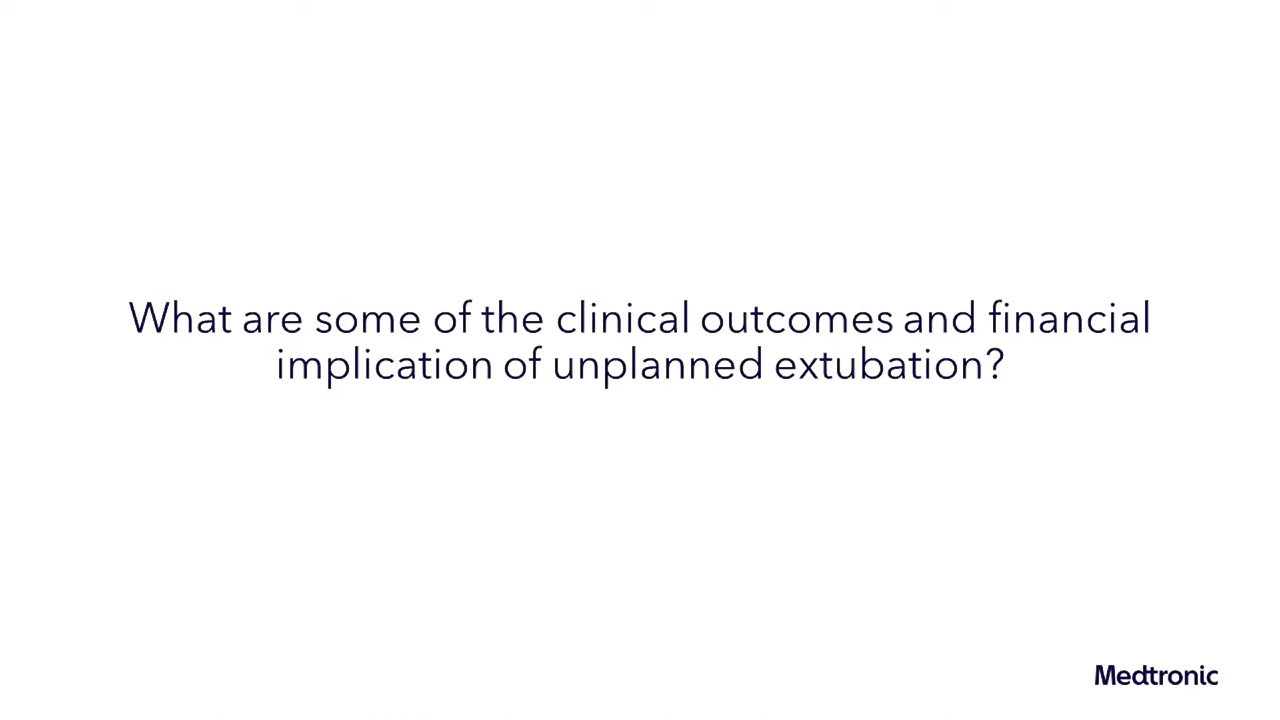 What are some of the clinical outcomes and financial
implication of unplanned extubation?
Medtronic